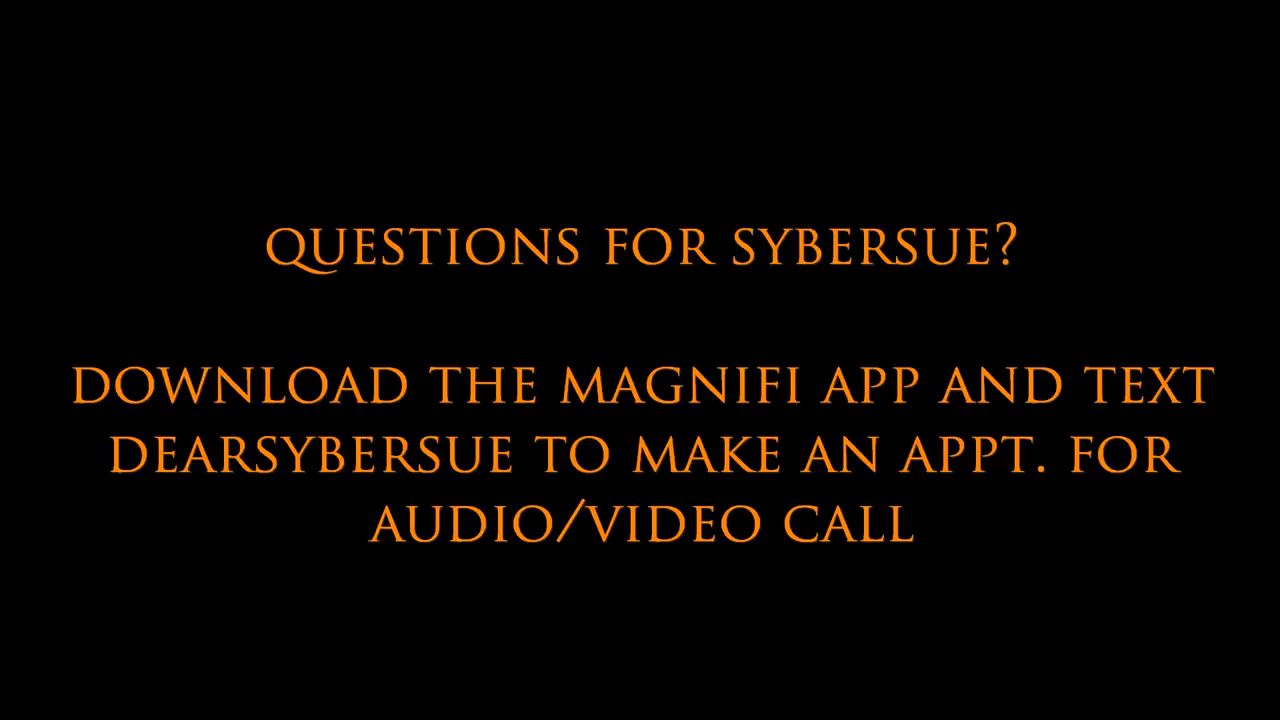 QUESTIONS FOR SYBERSUE?
DOWNLOAD THE MAGNIFI APP AND TEXT
DEARSYBERSUE TO MAKE AN APPT. FOR
AUDIO/VIDEO CALL